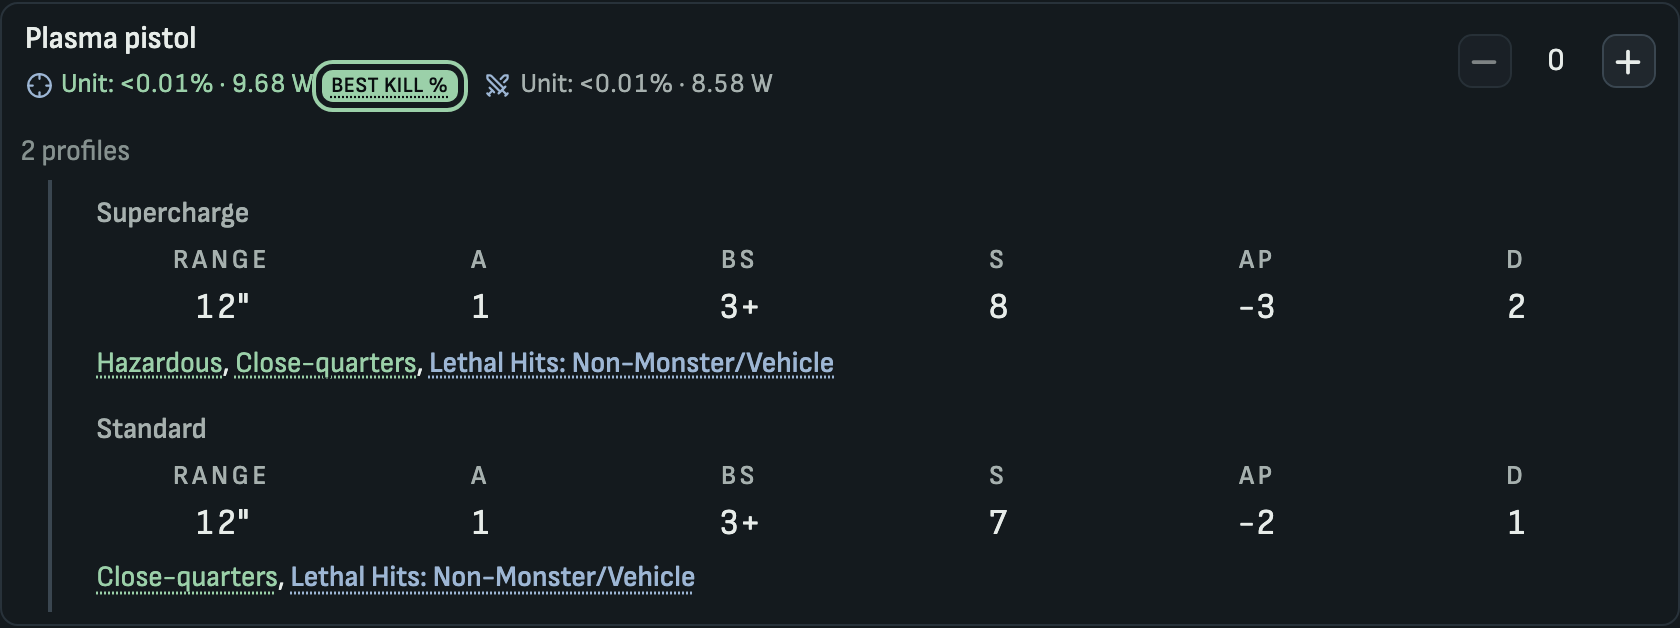 Plasma pistol
Unit: <0.01% · 9.68 W BEST KILL % Unit: <0.01% · 8.58 W
− 0 +
2 profiles
Supercharge
RANGE A BS S AP D
12" 1 3+ 8 -3 2
Hazardous, Close-quarters, Lethal Hits: Non-Monster/Vehicle
Standard
RANGE A BS S AP D
12" 1 3+ 7 -2 1
Close-quarters, Lethal Hits: Non-Monster/Vehicle